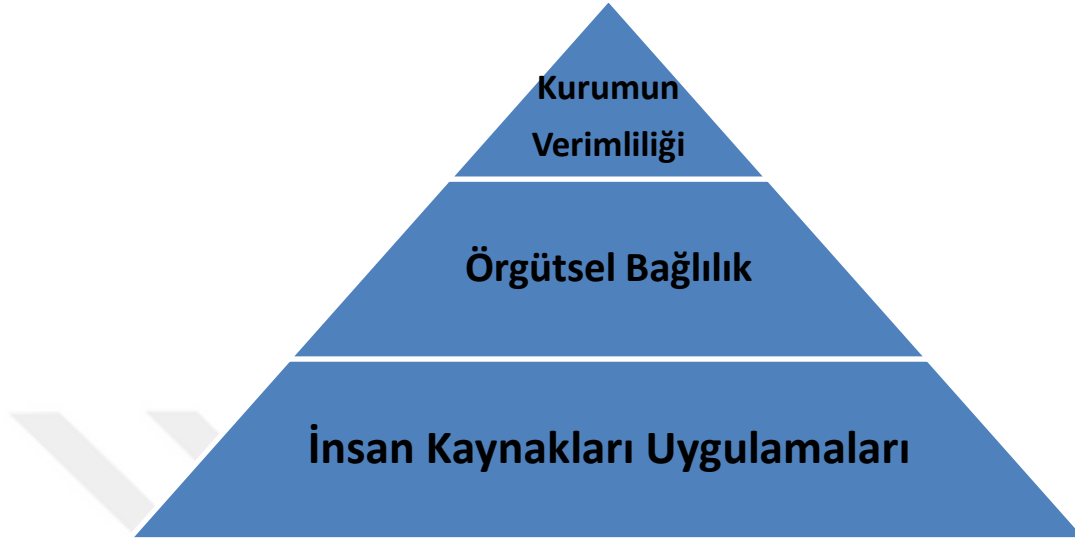 Kurumun
Verimliliği
Örgütsel Bağlılık
İnsan Kaynakları Uygulamaları